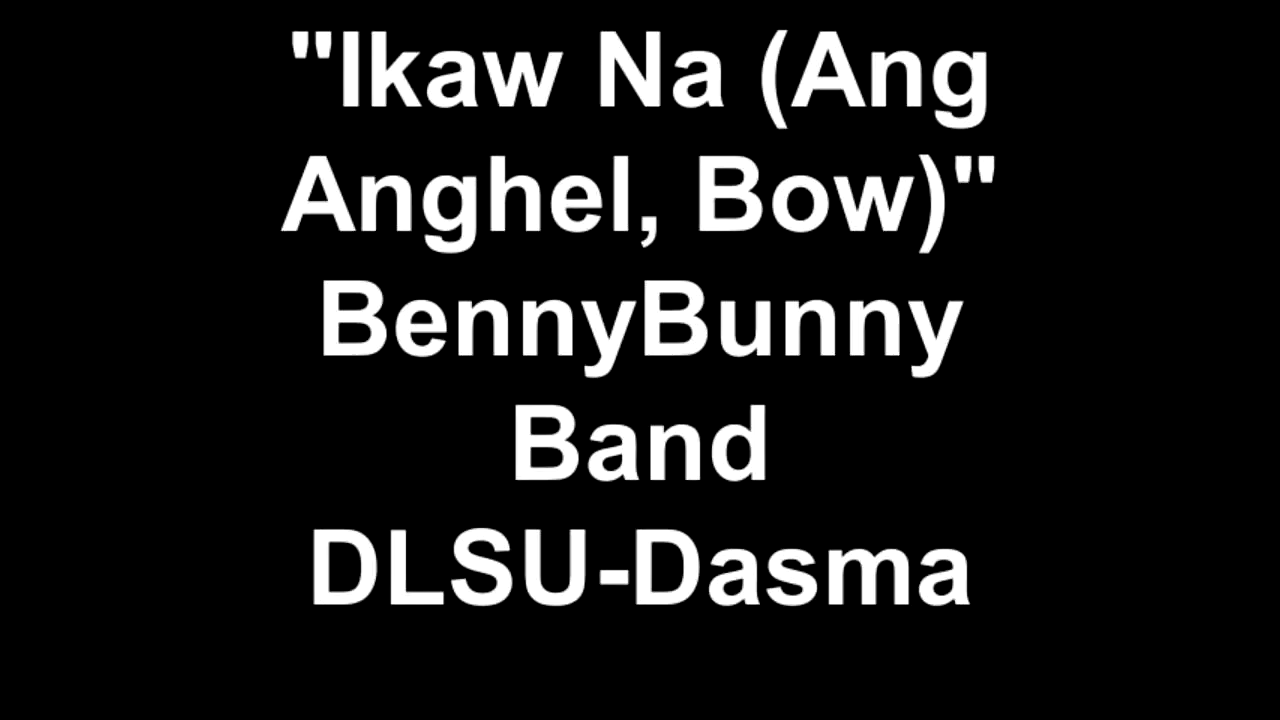 "Ikaw Na (Ang
Anghel, Bow)"
BennyBunny
Band
DLSU-Dasma